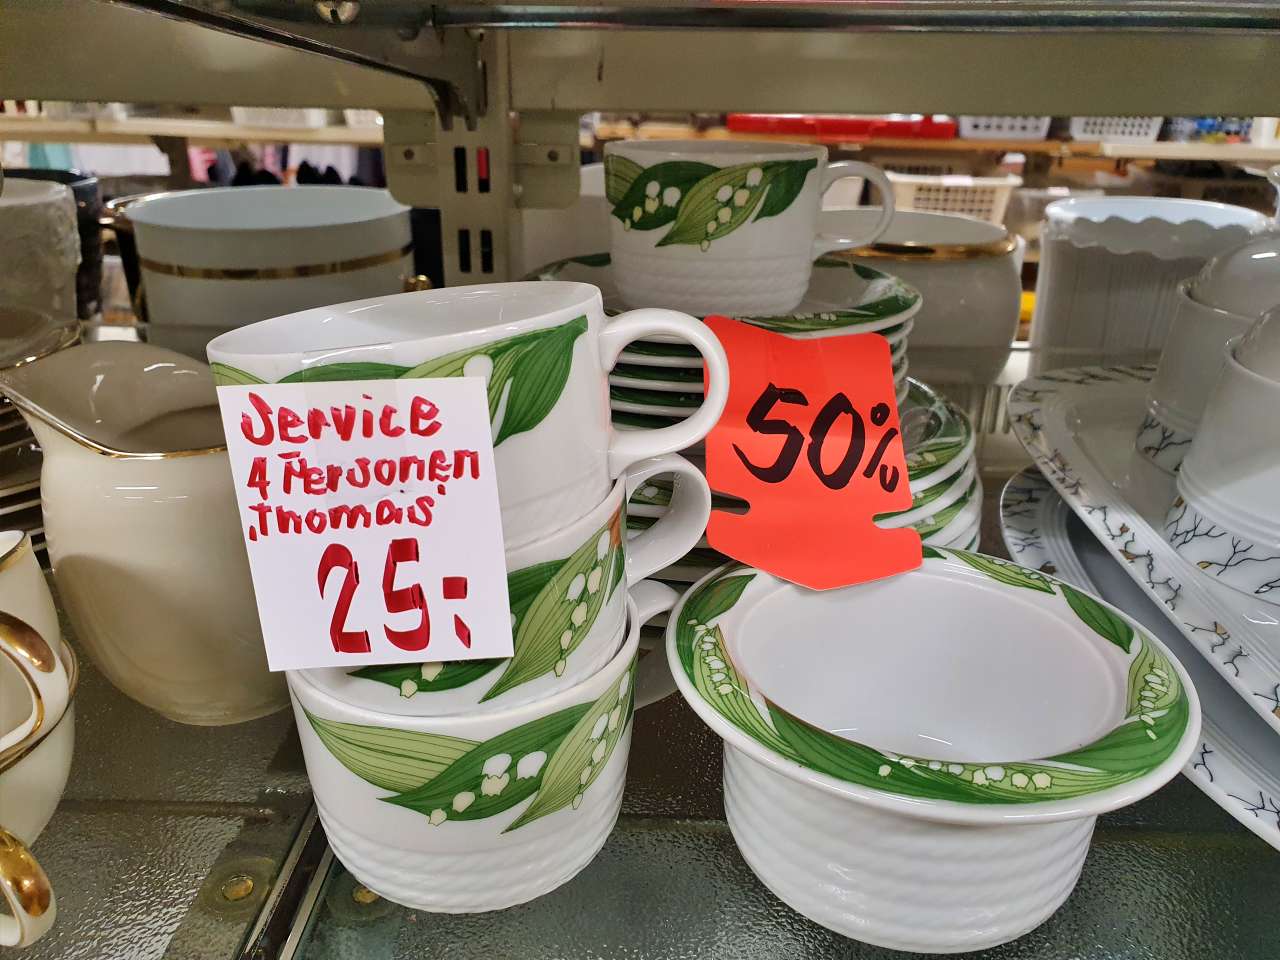 Service
4 Personen
‚Thomas‘
25,-
50%